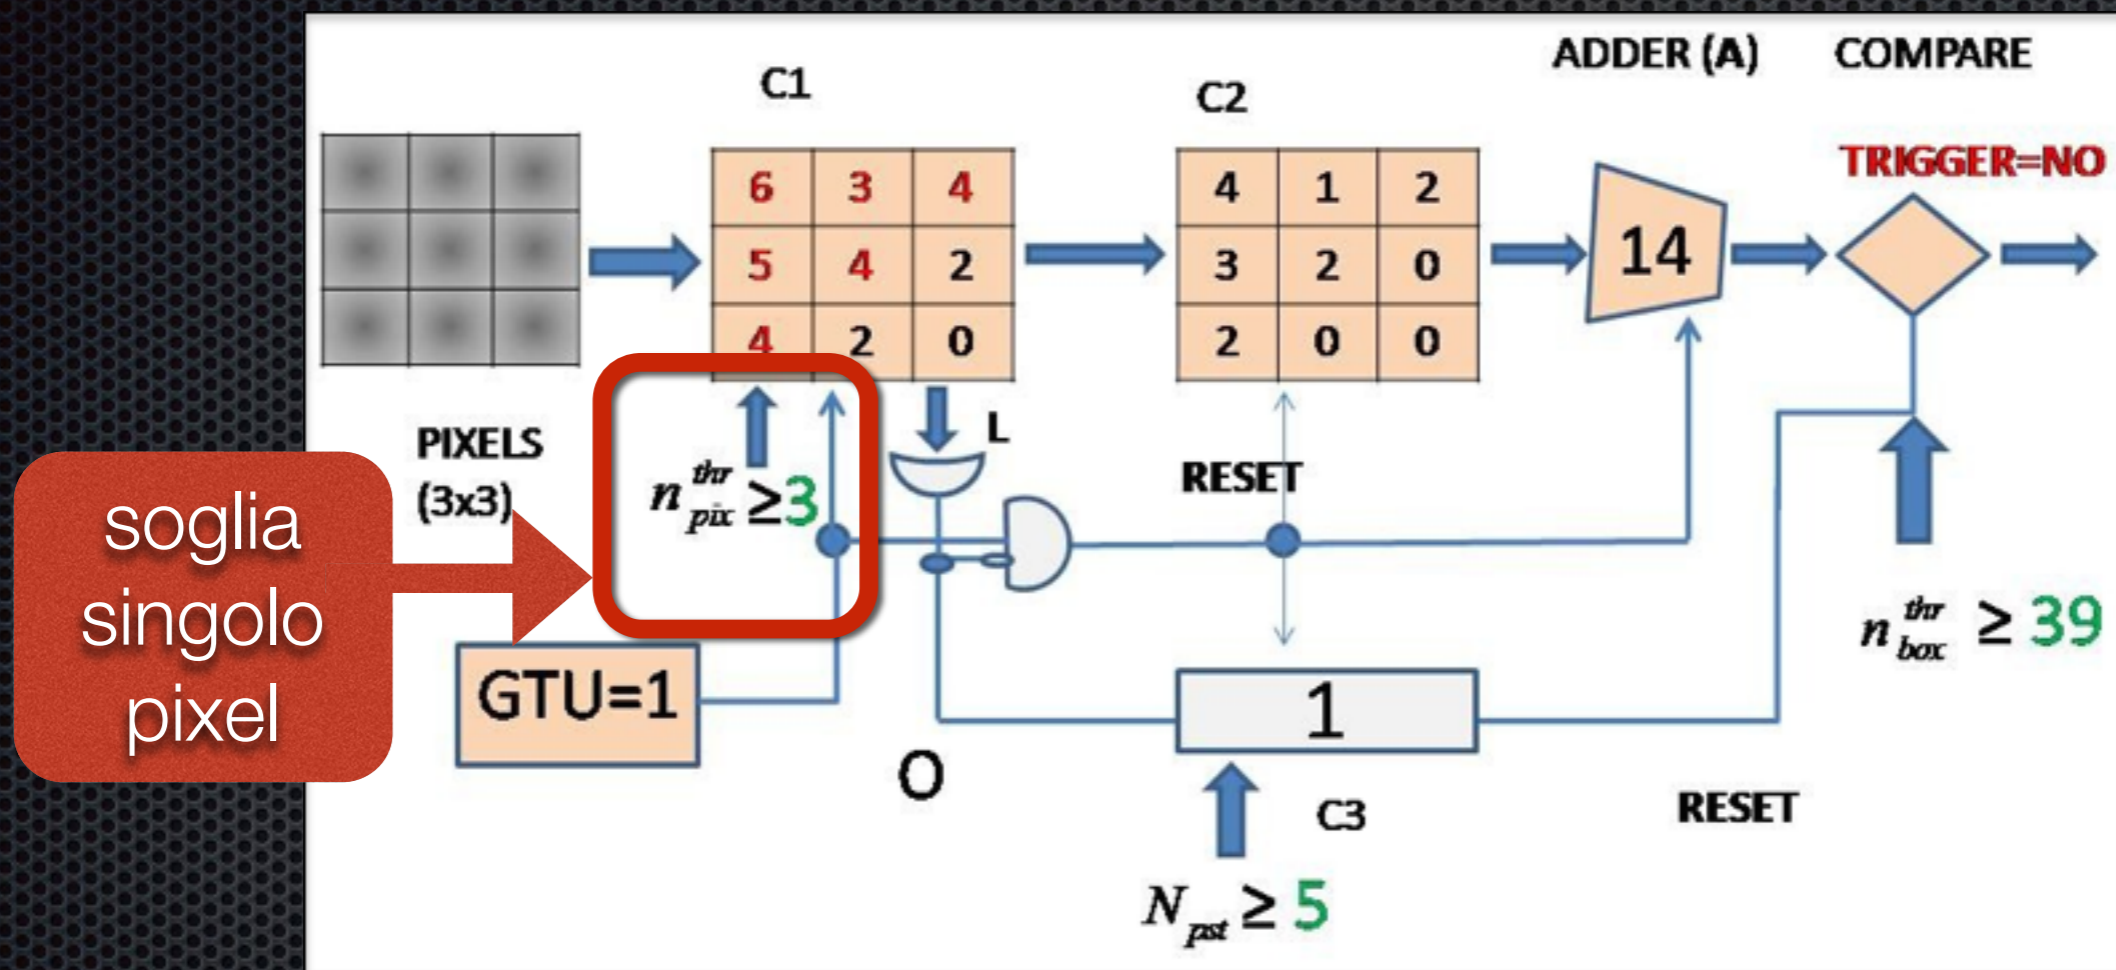 ADDER (A) COMPARE
C1
C2
TRIGGER=NO
6 3 4
5 4 2
4 2 0
4 1 2
3 2 0
2 0 0
14
L
PIXELS
(3x3)
n pix thr ≥3
RESET
soglia
singolo
pixel
n box thr ≥ 39
GTU=1
1
O
C3
RESET
N pst ≥ 5